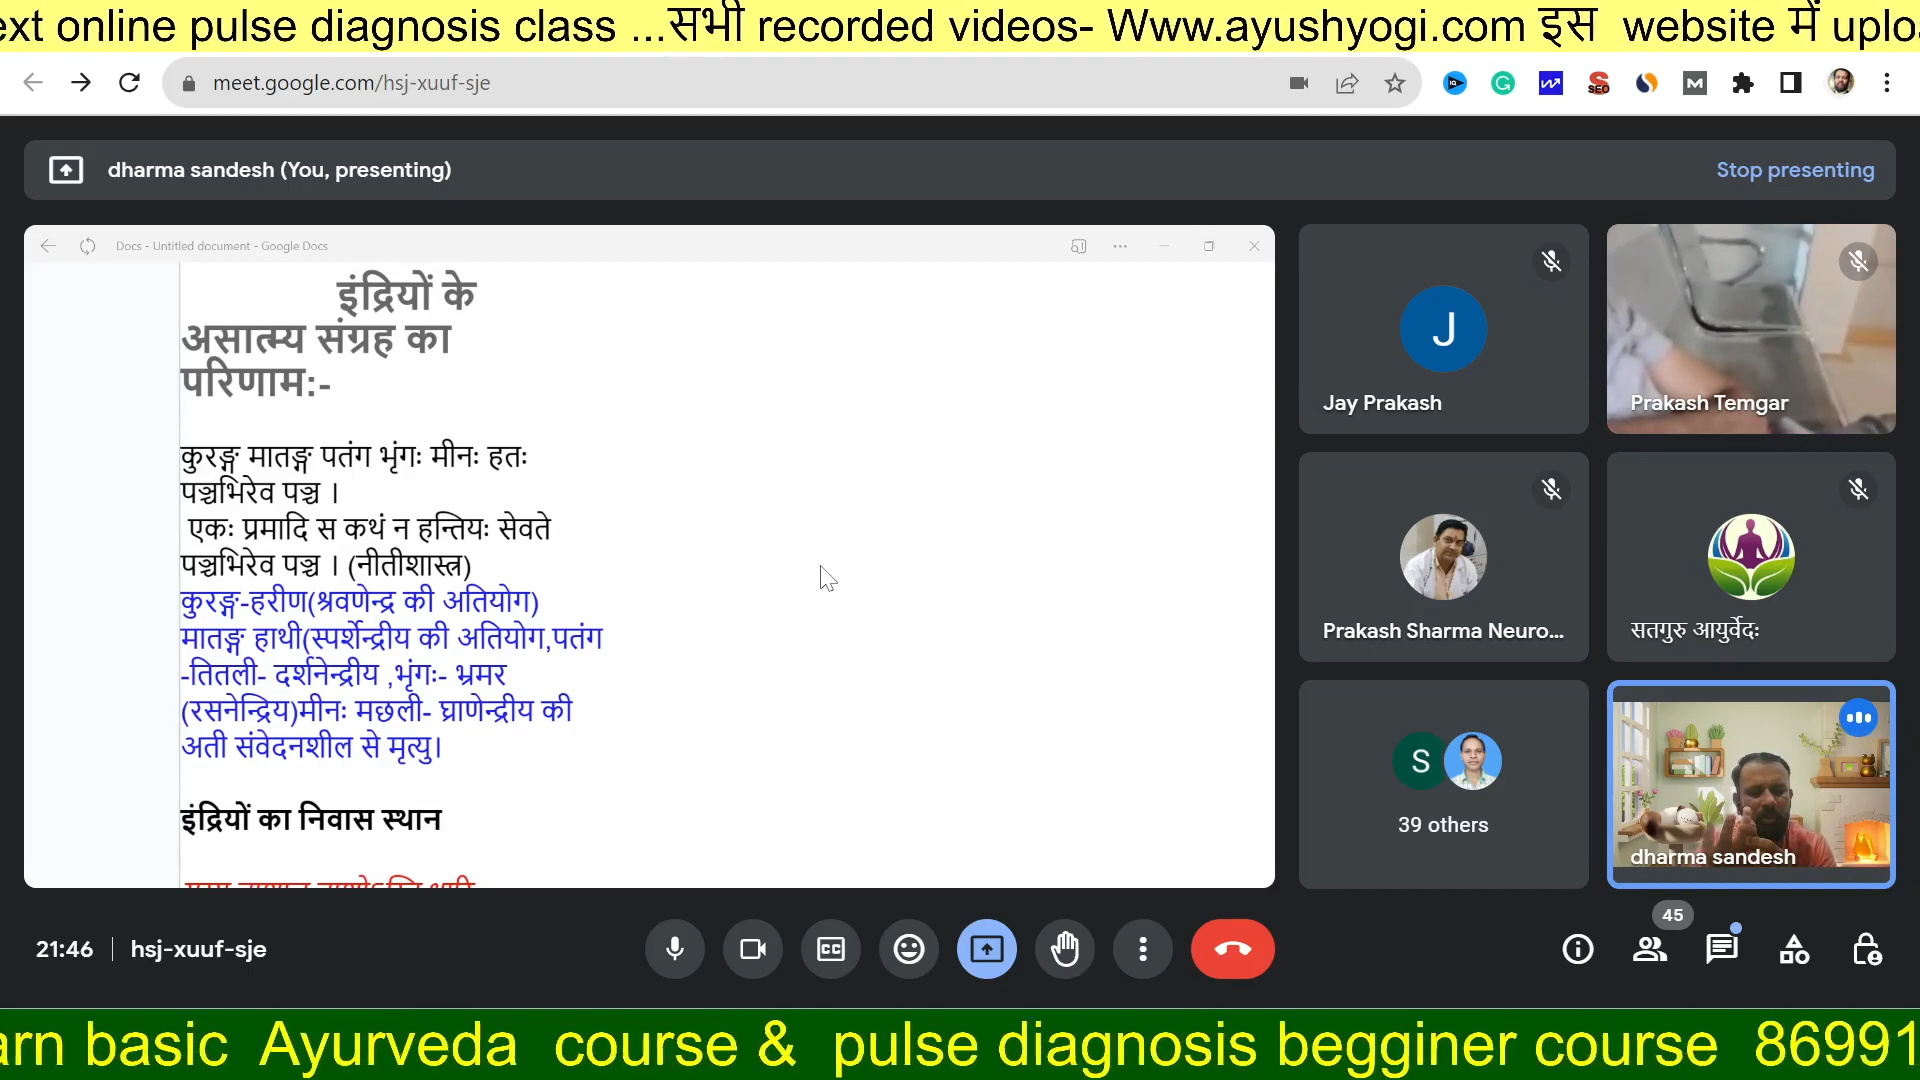 ext online pulse diagnosis class ...सभी recorded videos- Www.ayushyogi.com इस website में uplo
meet.google.com/hsj-xuuf-sje
dharma sandesh (You, presenting)
Stop presenting
Docs - Untitled document - Google Docs
इंद्रियों के
असात्म्य संग्रह का
परिणाम:-
कुरङ्ग मातङ्ग पतंग भृंगः मीनः हतः
पञ्चभिरेव पञ्च ।
एकः प्रमादि स कथं न हन्तियः सेवते
पञ्चभिरेव पञ्च । (नीतीशास्त्र)
कुरङ्ग-हरीण(श्रवणेन्द्र की अतियोग)
मातङ्ग हाथी(स्पर्शेन्द्रीय की अतियोग,पतंग
-तितली- दर्शनेन्द्रीय ,भृंगः- भ्रमर
(रसनेन्द्रिय)मीनः मछली- घ्राणेन्द्रीय की
अती संवेदनशील से मृत्यु।
इंद्रियों का निवास स्थान
J
Jay Prakash
Prakash Temgar
Prakash Sharma Neuro...
सतगुरु आयुर्वेदः
S
39 others
dharma sandesh
21:46
hsj-xuuf-sje
45
arn basic Ayurveda course & pulse diagnosis begginer course 86991